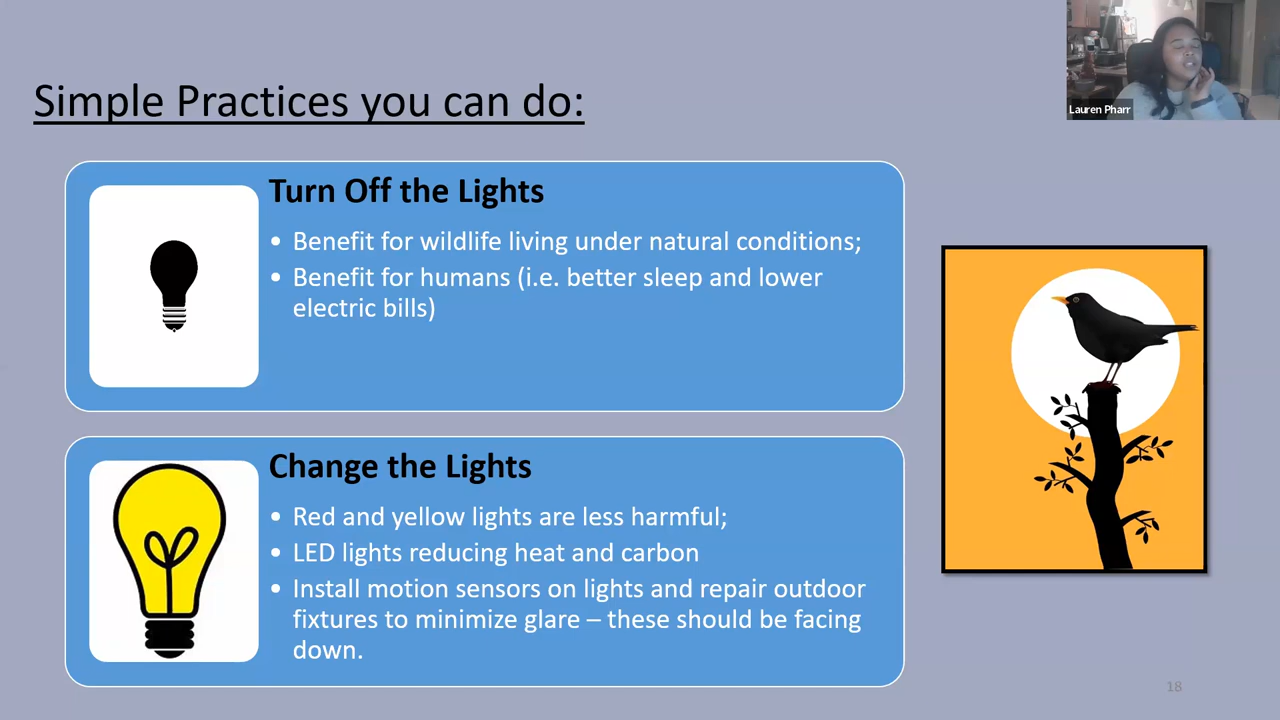 Simple Practices you can do:
Lauren Pharr
Turn Off the Lights
• Benefit for wildlife living under natural conditions;
• Benefit for humans (i.e. better sleep and lower
electric bills)
Change the Lights
• Red and yellow lights are less harmful;
• LED lights reducing heat and carbon
• Install motion sensors on lights and repair outdoor
fixtures to minimize glare – these should be facing
down.
18